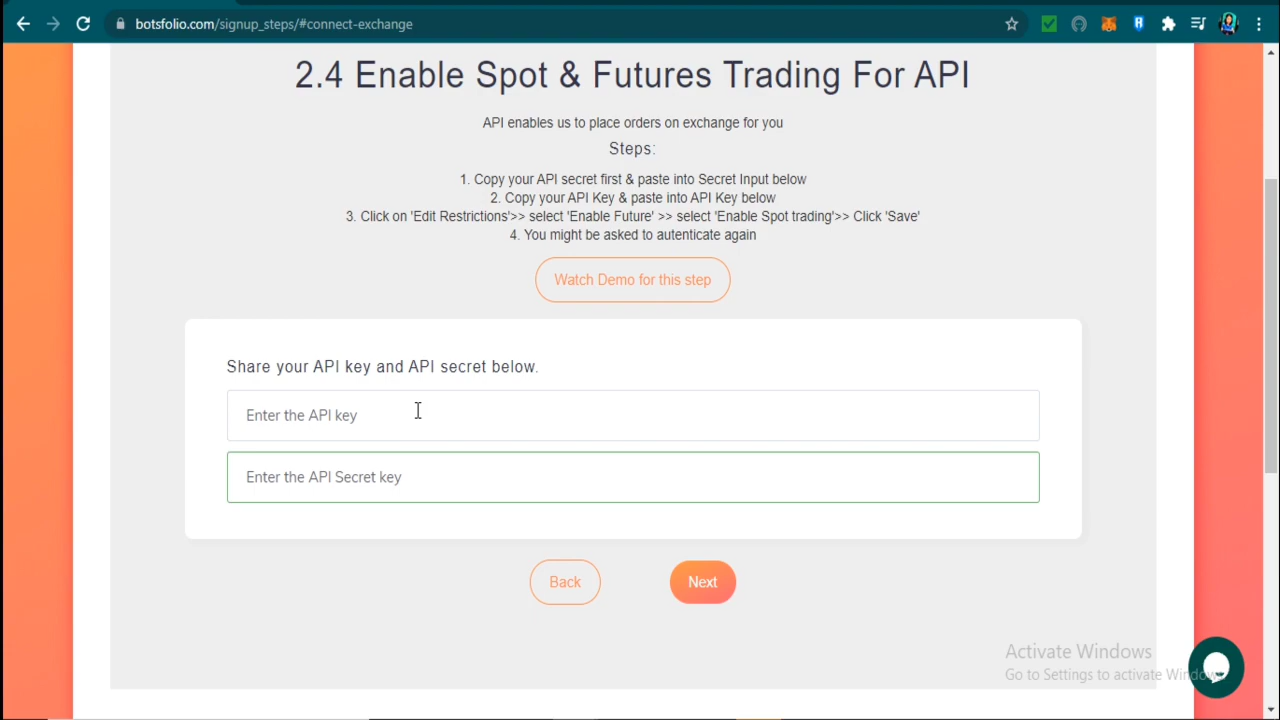 botsfolio.com/signup_steps/#connect-exchange
2.4 Enable Spot & Futures Trading For API
API enables us to place orders on exchange for you
Steps:
1. Copy your API secret first & paste into Secret Input below
2. Copy your API Key & paste into API Key below
3. Click on 'Edit Restrictions'>> select 'Enable Future' >> select 'Enable Spot trading'>> Click 'Save'
4. You might be asked to autenticate again
Watch Demo for this step
Share your API key and API secret below.
Enter the API key
Enter the API Secret key
Back
Next
Activate Windows
Go to Settings to activate